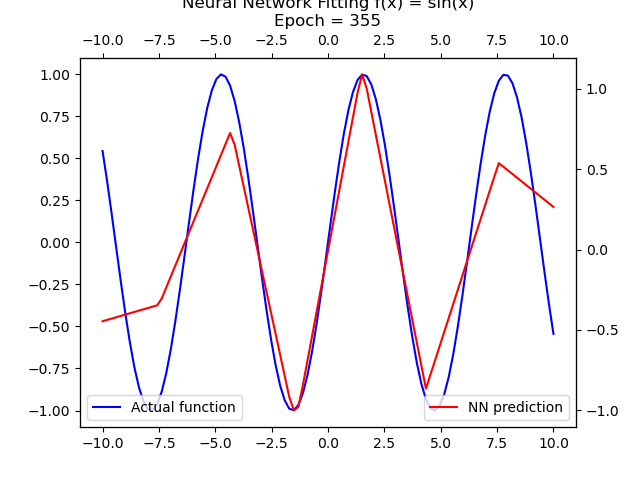 Neural Network Fitting f(x) = sin(x)
Epoch = 355
−10.0 −7.5 −5.0 −2.5 0.0 2.5 5.0 7.5 10.0
1.00
0.75
0.50
0.25
0.00
−0.25
−0.50
−0.75
−1.00
1.0
0.5
0.0
−0.5
−1.0
Actual function
NN prediction
−10.0 −7.5 −5.0 −2.5 0.0 2.5 5.0 7.5 10.0